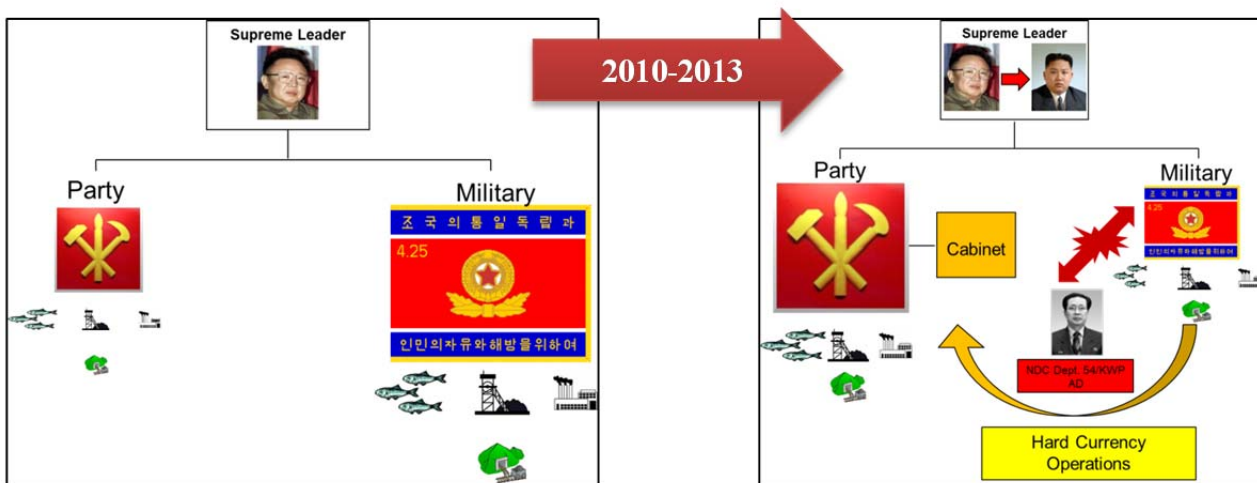 Supreme Leader
Party
Military
조국의통일독립과
4.25
인민의자유와해방를위하여
2010-2013
Supreme Leader
Party
Military
조국의통일독립과
4.25
인민의자유와해방를위하여
Cabinet
NDC Dept. 54/KWP
AD
Hard Currency
Operations